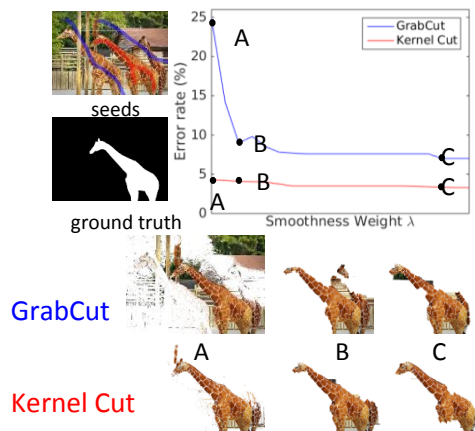 seeds
ground truth
Error rate (%)
25
20
15
10
5
0
A
B
C
A
B
C
GrabCut
Kernel Cut
Smoothness Weight λ
GrabCut
A
B
C
Kernel Cut